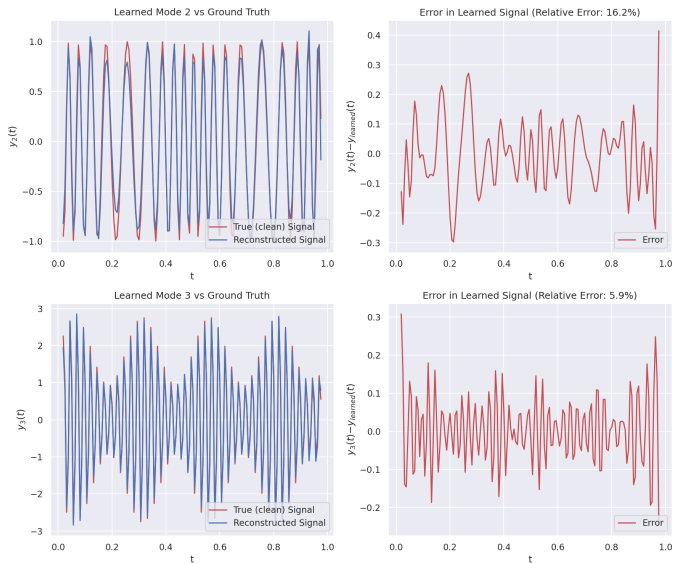 Learned Mode 2 vs Ground Truth
y₂(t)
1.0
0.5
0.0
−0.5
−1.0
True (clean) Signal
Reconstructed Signal
0.0 0.2 0.4 0.6 0.8 1.0
t
Error in Learned Signal (Relative Error: 16.2%)
y₂(t) − y_learned(t)
0.4
0.3
0.2
0.1
0.0
−0.1
−0.2
−0.3
Error
0.0 0.2 0.4 0.6 0.8 1.0
t
Learned Mode 3 vs Ground Truth
y₃(t)
3
2
1
0
−1
−2
−3
True (clean) Signal
Reconstructed Signal
0.0 0.2 0.4 0.6 0.8 1.0
t
Error in Learned Signal (Relative Error: 5.9%)
y₃(t) − y_learned(t)
0.3
0.2
0.1
0.0
−0.1
−0.2
Error
0.0 0.2 0.4 0.6 0.8 1.0
t